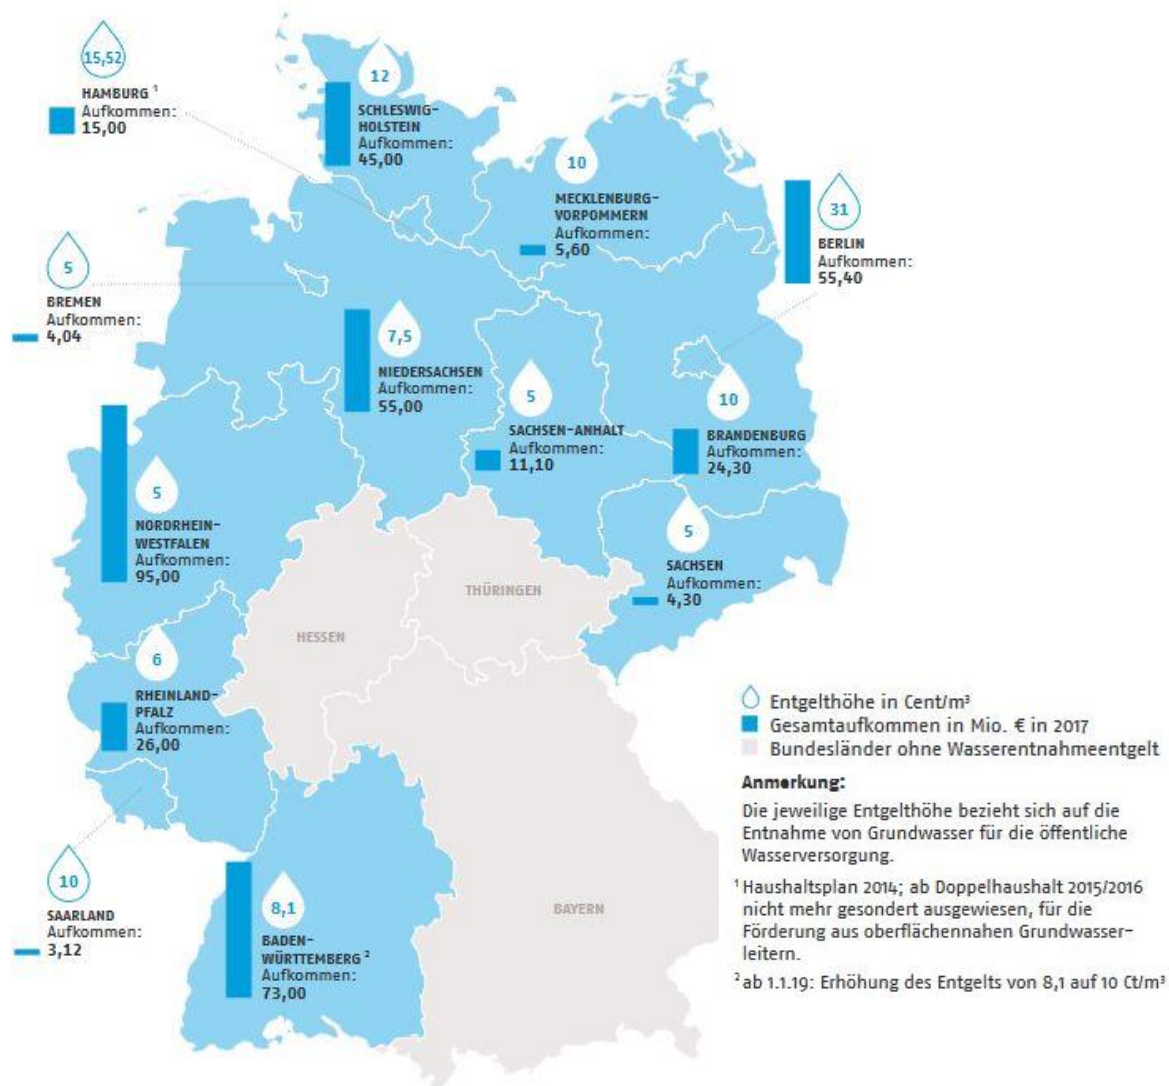 15,52
HAMBURG ¹
Aufkommen:
15,00
12
SCHLESWIG-
HOLSTEIN
Aufkommen:
45,00
10
MECKLENBURG-
VORPOMMERN
Aufkommen:
5,60
31
BERLIN
Aufkommen:
55,40
5
BREMEN
Aufkommen:
4,04
7,5
NIEDERSACHSEN
Aufkommen:
55,00
5
SACHSEN-ANHALT
Aufkommen:
11,10
10
BRANDENBURG
Aufkommen:
24,30
5
NORDRHEIN-
WESTFALEN
Aufkommen:
95,00
5
SACHSEN
Aufkommen:
4,30
THÜRINGEN
HESSEN
6
RHEINLAND-
PFALZ
Aufkommen:
26,00
10
SAARLAND
Aufkommen:
3,12
8,1
BADEN-
WÜRTTEMBERG ²
Aufkommen:
73,00
BAYERN
Entgelthöhe in Cent/m³
Gesamtaufkommen in Mio. € in 2017
Bundesländer ohne Wasserentnahmeentgelt
Anmerkung:
Die jeweilige Entgelthöhe bezieht sich auf die
Entnahme von Grundwasser für die öffentliche
Wasserversorgung.
¹ Haushaltsplan 2014; ab Doppelhaushalt 2015/2016
nicht mehr gesondert ausgewiesen, für die
Förderung aus oberflächennahen Grundwasser-
leitern.
² ab 1.1.19: Erhöhung des Entgelts von 8,1 auf 10 Ct/m³